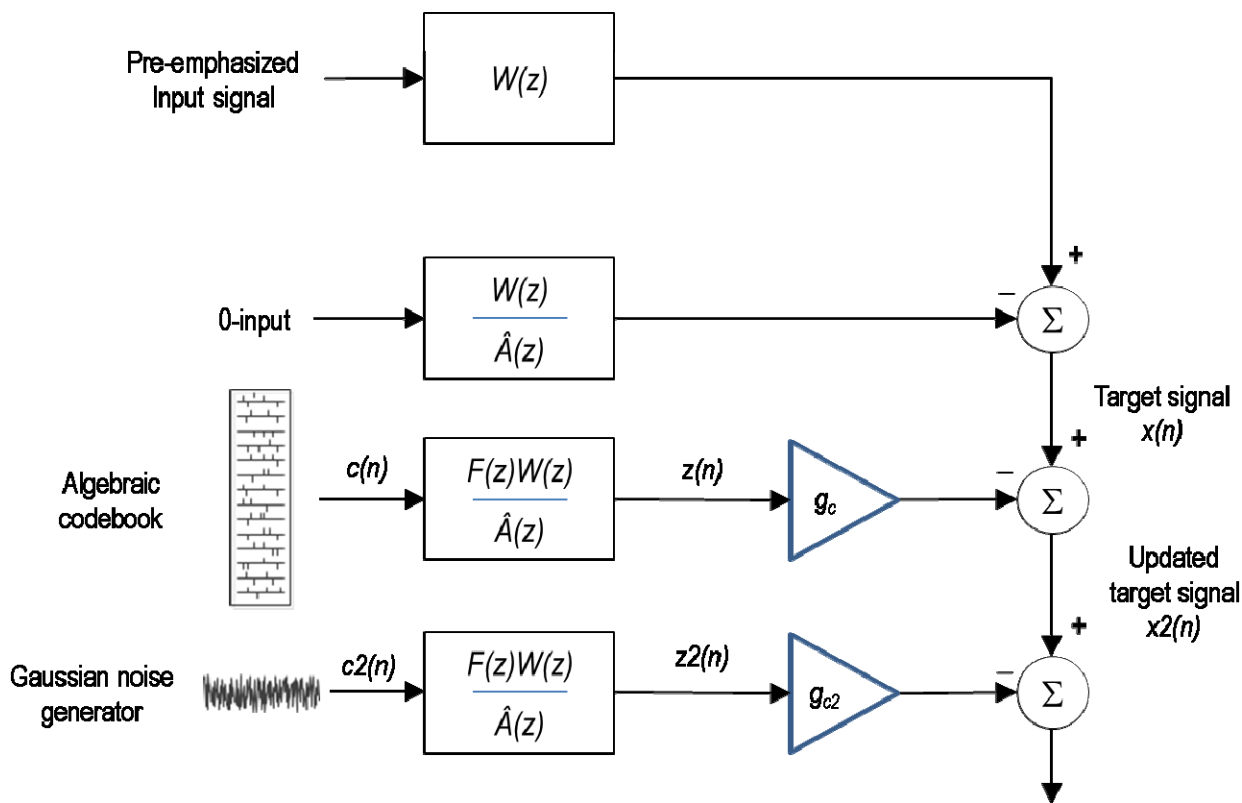 Pre-emphasized
Input signal
W(z)
+
0-input
W(z)
Â(z)
−
Σ
Target signal
x(n)
Algebraic
codebook
c(n)
F(z)W(z)
Â(z)
z(n)
gc
−
+
Σ
Updated
target signal
x2(n)
Gaussian noise
generator
c2(n)
F(z)W(z)
Â(z)
z2(n)
gc2
−
+
Σ